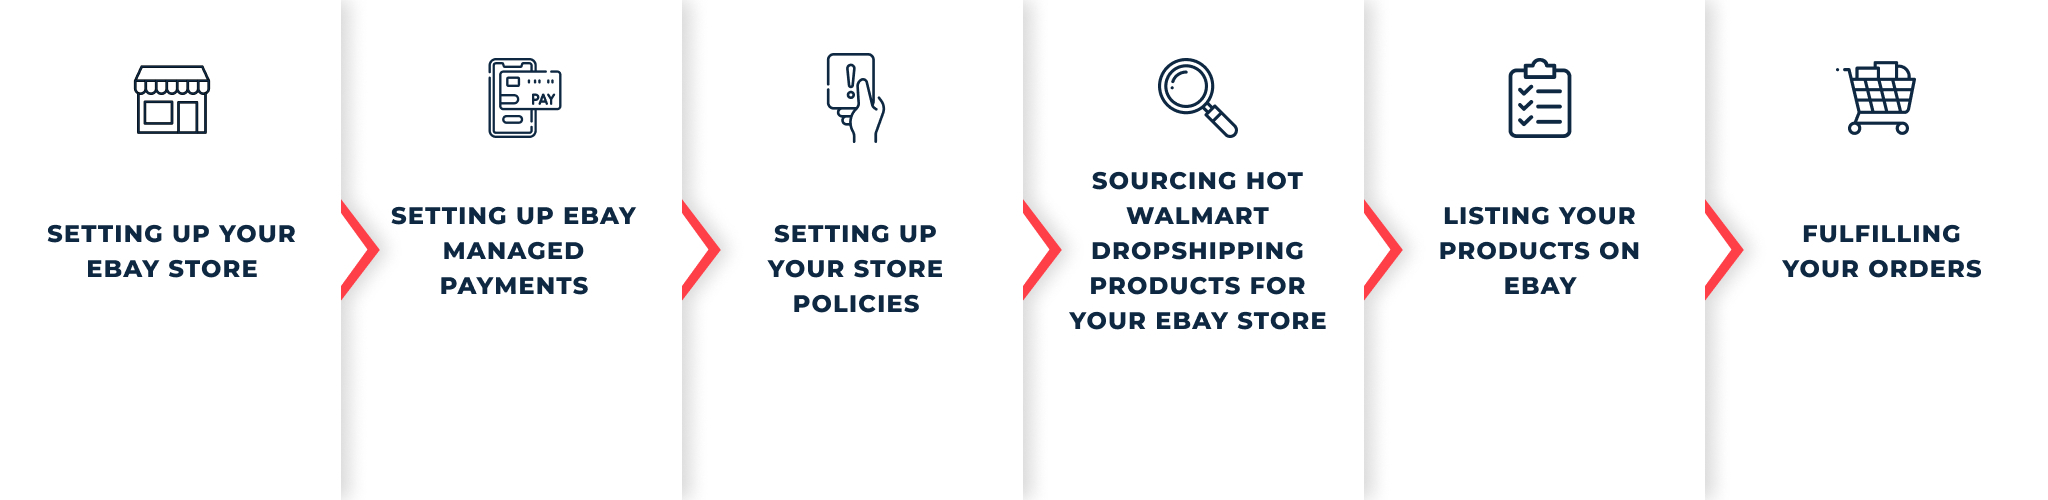 PAY
SETTING UP YOUR
EBAY STORE
SETTING UP EBAY
MANAGED
PAYMENTS
SETTING UP
YOUR STORE
POLICIES
SOURCING HOT
WALMART
DROPSHIPPING
PRODUCTS FOR
YOUR EBAY STORE
LISTING YOUR
PRODUCTS ON
EBAY
FULFILLING
YOUR ORDERS